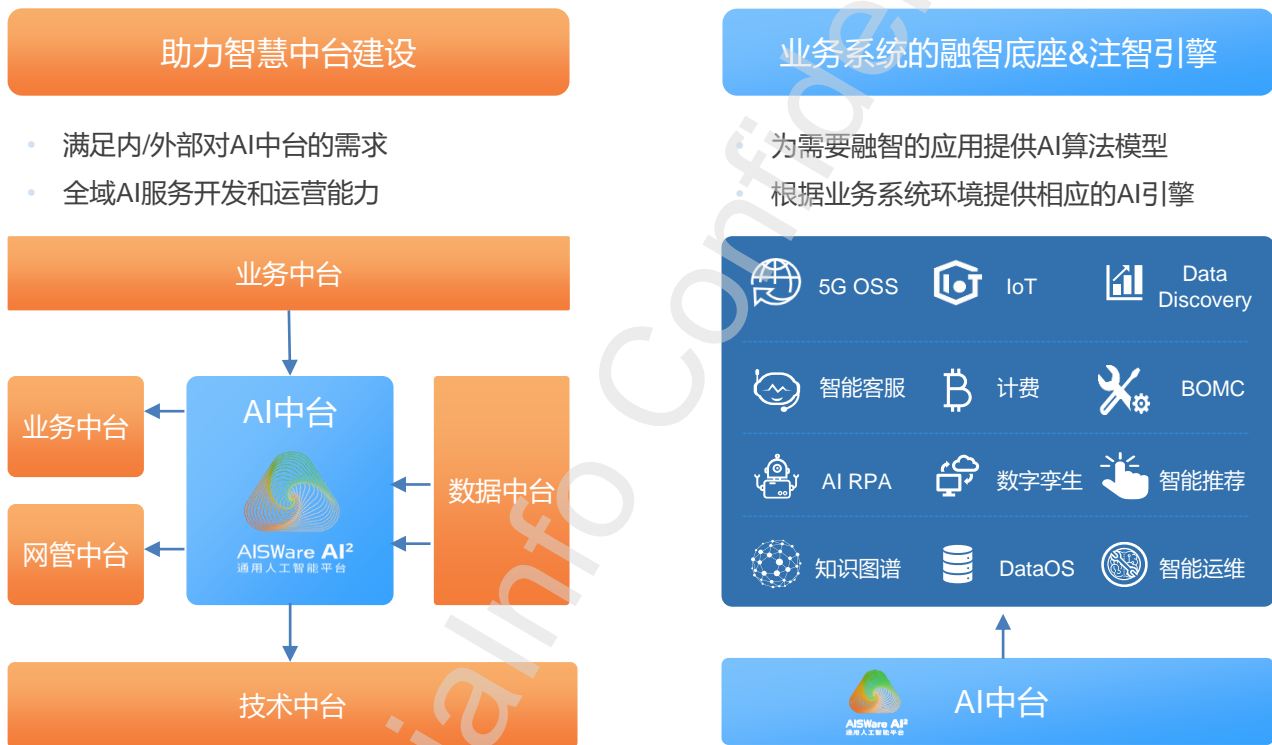 助力智慧中台建设
满足内/外部对AI中台的需求
全域AI服务开发和运营能力
业务中台
业务中台
AI中台
AISWare AI²
通用人工智能平台
数据中台
网管中台
技术中台
业务系统的融智底座&注智引擎
为需要融智的应用提供AI算法模型
根据业务系统环境提供相应的AI引擎
5G OSS
IoT
Data
Discovery
智能客服
计费
BOMC
AI RPA
数字孪生
智能推荐
知识图谱
DataOS
智能运维
AISWare AI²
通用人工智能平台
AI中台